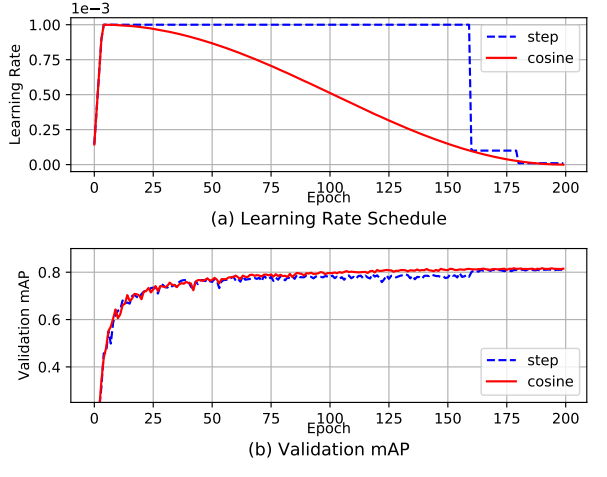 1e−3
1.00
0.75
0.50
0.25
0.00
Learning Rate
step
cosine
0 25 50 75 100 125 150 175 200
Epoch
(a) Learning Rate Schedule
0.8
0.6
0.4
Validation mAP
step
cosine
0 25 50 75 100 125 150 175 200
Epoch
(b) Validation mAP